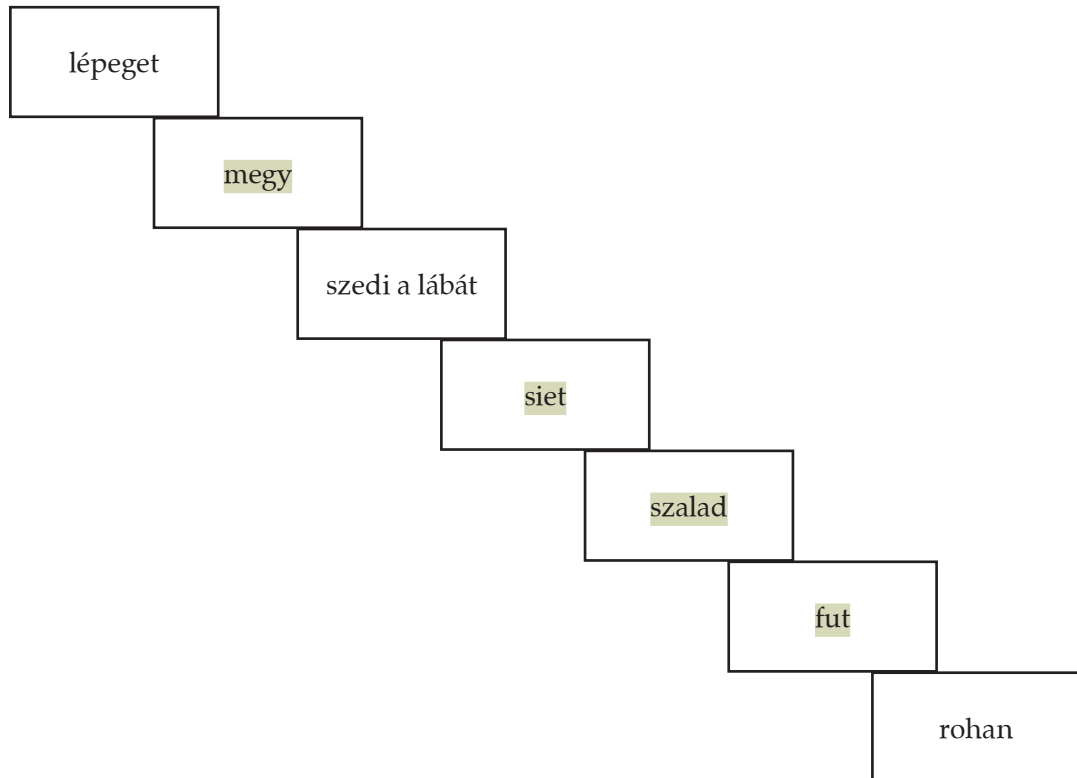 lépeget
megy
szedi a lábát
siet
szalad
fut
rohan